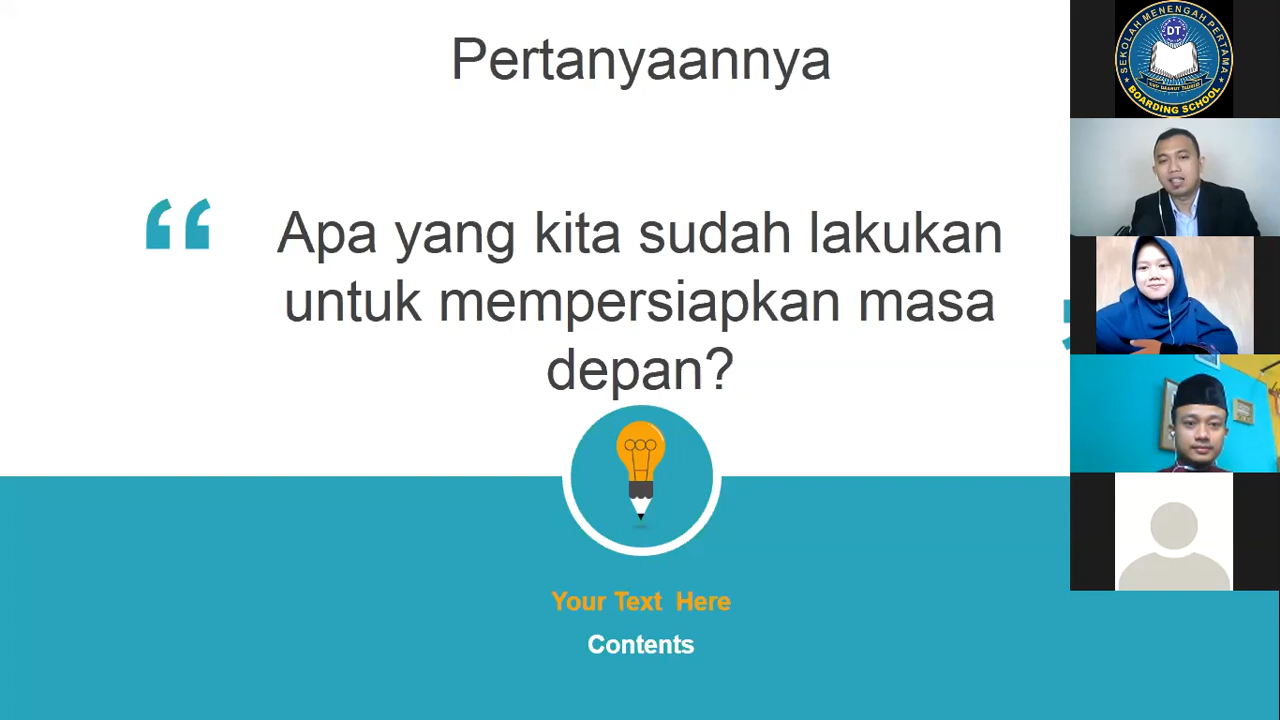 Pertanyaannya
“ Apa yang kita sudah lakukan
untuk mempersiapkan masa
depan?
Your Text Here
Contents
SEKOLAH MENENGAH PERTAMA
DT
BOARDING SCHOOL